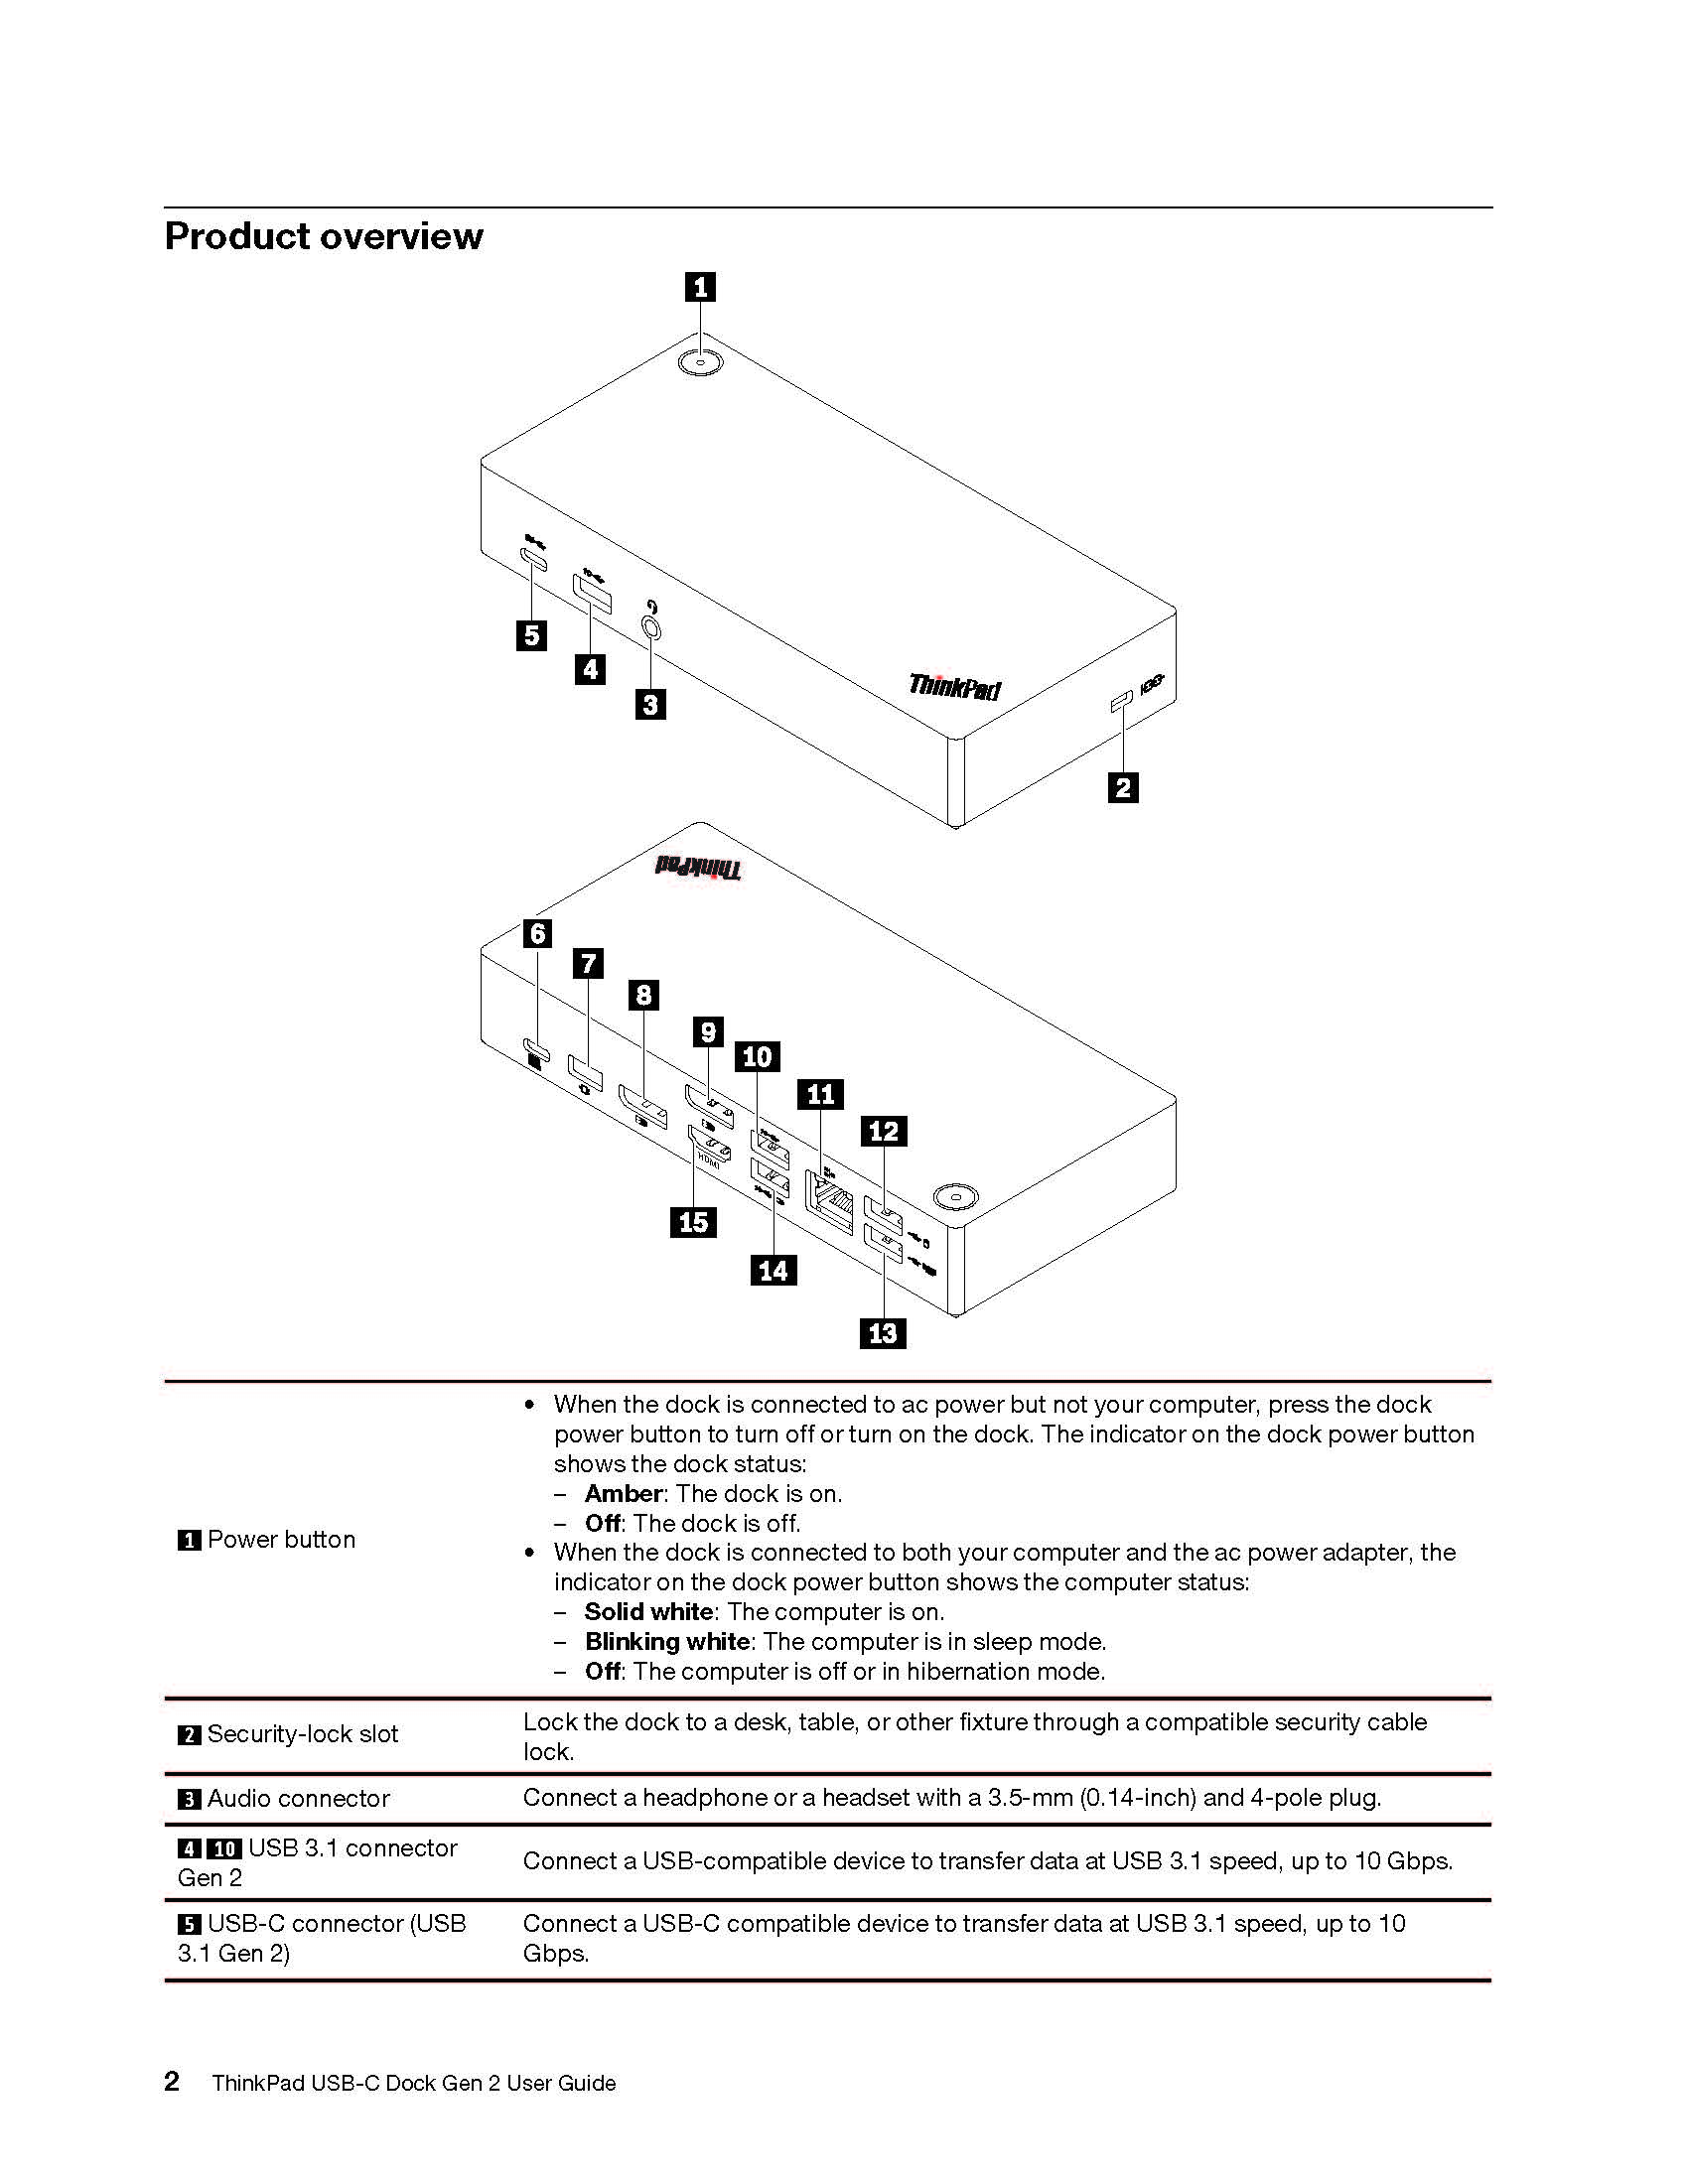 Product overview
1
5
4
3
ThinkPad
2
ThinkPad
6
7
8
9
10
11
12
HDMI
15
14
13
1 Power button
• When the dock is connected to ac power but not your computer, press the dock
power button to turn off or turn on the dock. The indicator on the dock power button
shows the dock status:
– Amber: The dock is on.
– Off: The dock is off.
• When the dock is connected to both your computer and the ac power adapter, the
indicator on the dock power button shows the computer status:
– Solid white: The computer is on.
– Blinking white: The computer is in sleep mode.
– Off: The computer is off or in hibernation mode.
2 Security-lock slot
Lock the dock to a desk, table, or other fixture through a compatible security cable
lock.
3 Audio connector
Connect a headphone or a headset with a 3.5-mm (0.14-inch) and 4-pole plug.
4 10 USB 3.1 connector
Gen 2
Connect a USB-compatible device to transfer data at USB 3.1 speed, up to 10 Gbps.
5 USB-C connector (USB
3.1 Gen 2)
Connect a USB-C compatible device to transfer data at USB 3.1 speed, up to 10
Gbps.
2 ThinkPad USB-C Dock Gen 2 User Guide